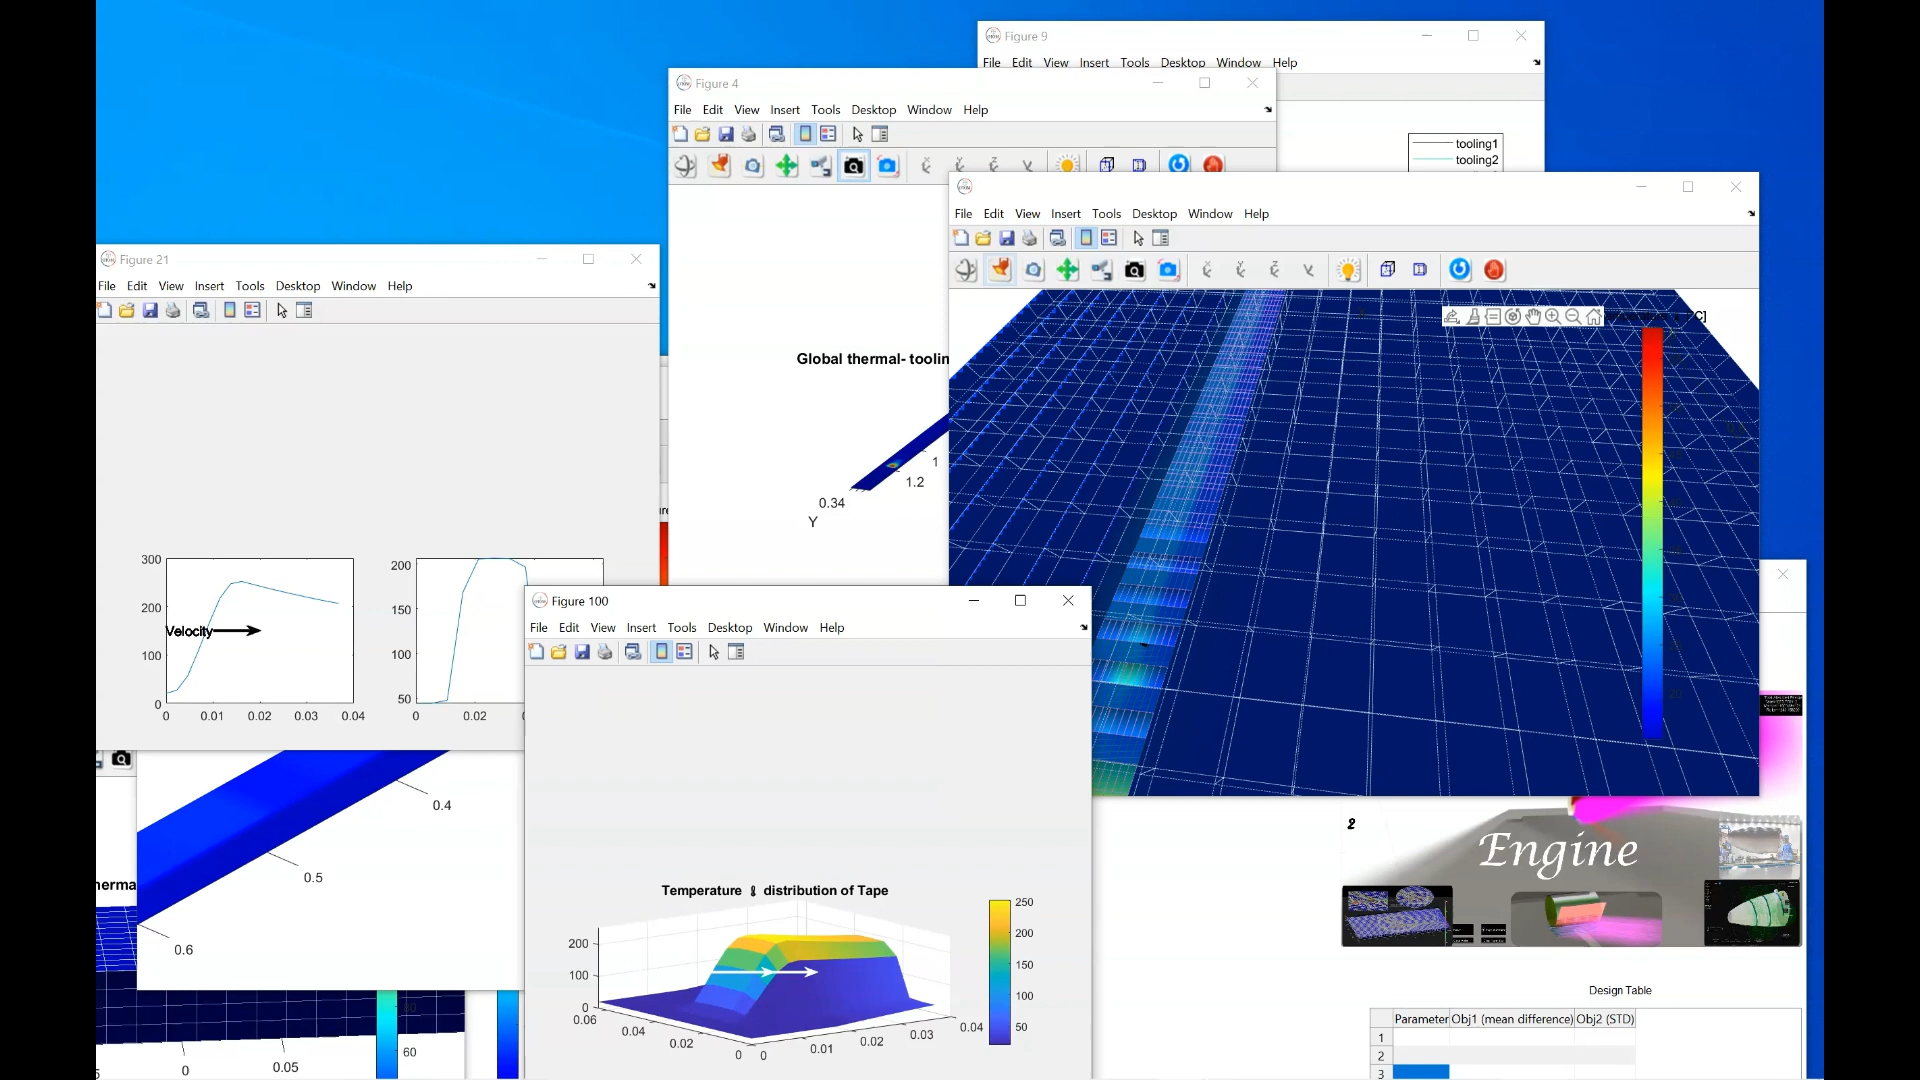 Figure 9
File Edit View Insert Tools Desktop Window Help
tooling1
tooling2
Figure 4
File Edit View Insert Tools Desktop Window Help
Global thermal- toolin
1
1.2
0.34
Y
File Edit View Insert Tools Desktop Window Help
C]
Figure 21
File Edit View Insert Tools Desktop Window Help
300
200
100
0
Velocity
0 0.01 0.02 0.03 0.04
200
150
100
50
0 0.02
0.4
0.5
0.6
herma
0 0.05
60
Figure 100
File Edit View Insert Tools Desktop Window Help
Temperature distribution of Tape
200
100
0
0.06
0.04
0.02
0
0
0.01
0.02
0.03
0.04
250
200
150
100
50
2
Engine
Design Table
Parameter Obj1 (mean difference) Obj2 (STD)
1
2
3